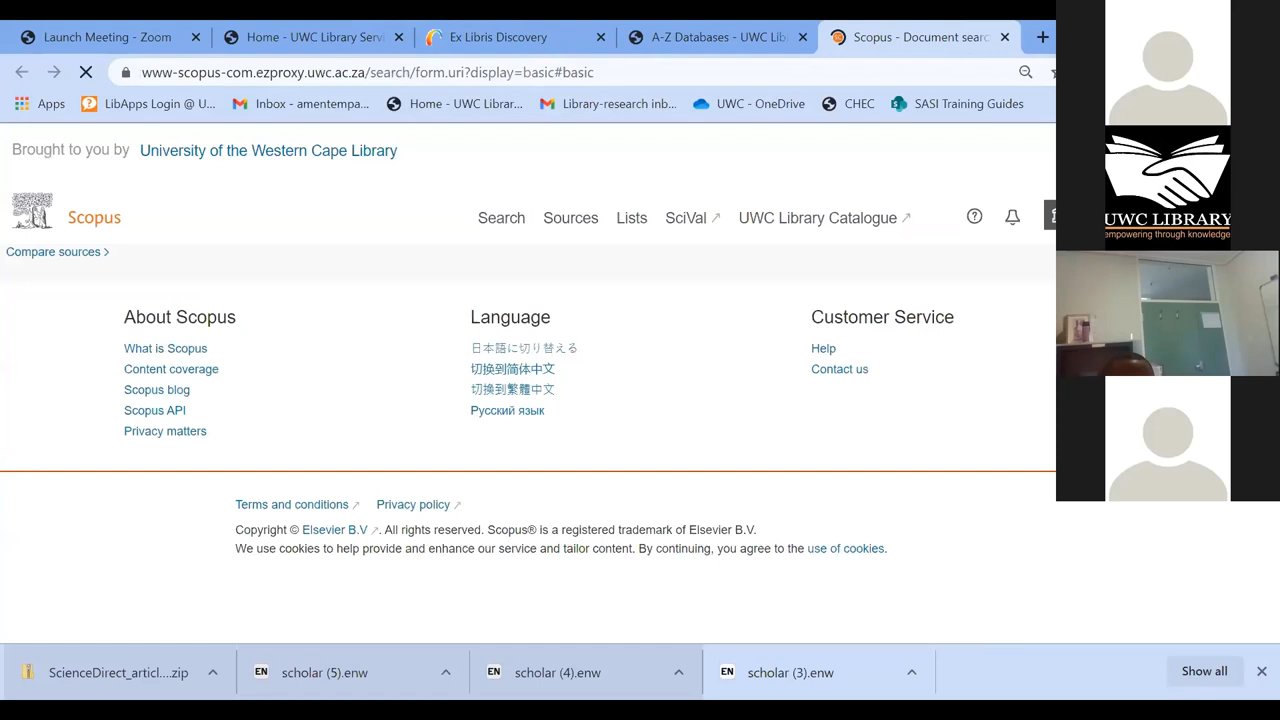 Launch Meeting - Zoom
Home - UWC Library Servi
Ex Libris Discovery
A-Z Databases - UWC Lib
Scopus - Document searc
www-scopus-com.ezproxy.uwc.ac.za/search/form.uri?display=basic#basic
Apps
LibApps Login @ U...
Inbox - amentempa...
Home - UWC Librar...
Library-research inb...
UWC - OneDrive
CHEC
SASI Training Guides
Brought to you by University of the Western Cape Library
Scopus
Search
Sources
Lists
SciVal
UWC Library Catalogue
UWC LIBRARY
empowering through knowledge
Compare sources
About Scopus
What is Scopus
Content coverage
Scopus blog
Scopus API
Privacy matters
Language
日本語に切り替える
切换到简体中文
切換到繁體中文
Русский язык
Customer Service
Help
Contact us
Terms and conditions
Privacy policy
Copyright © Elsevier B.V . All rights reserved. Scopus® is a registered trademark of Elsevier B.V.
We use cookies to help provide and enhance our service and tailor content. By continuing, you agree to the use of cookies.
ScienceDirect_articl....zip
EN scholar (5).enw
EN scholar (4).enw
EN scholar (3).enw
Show all